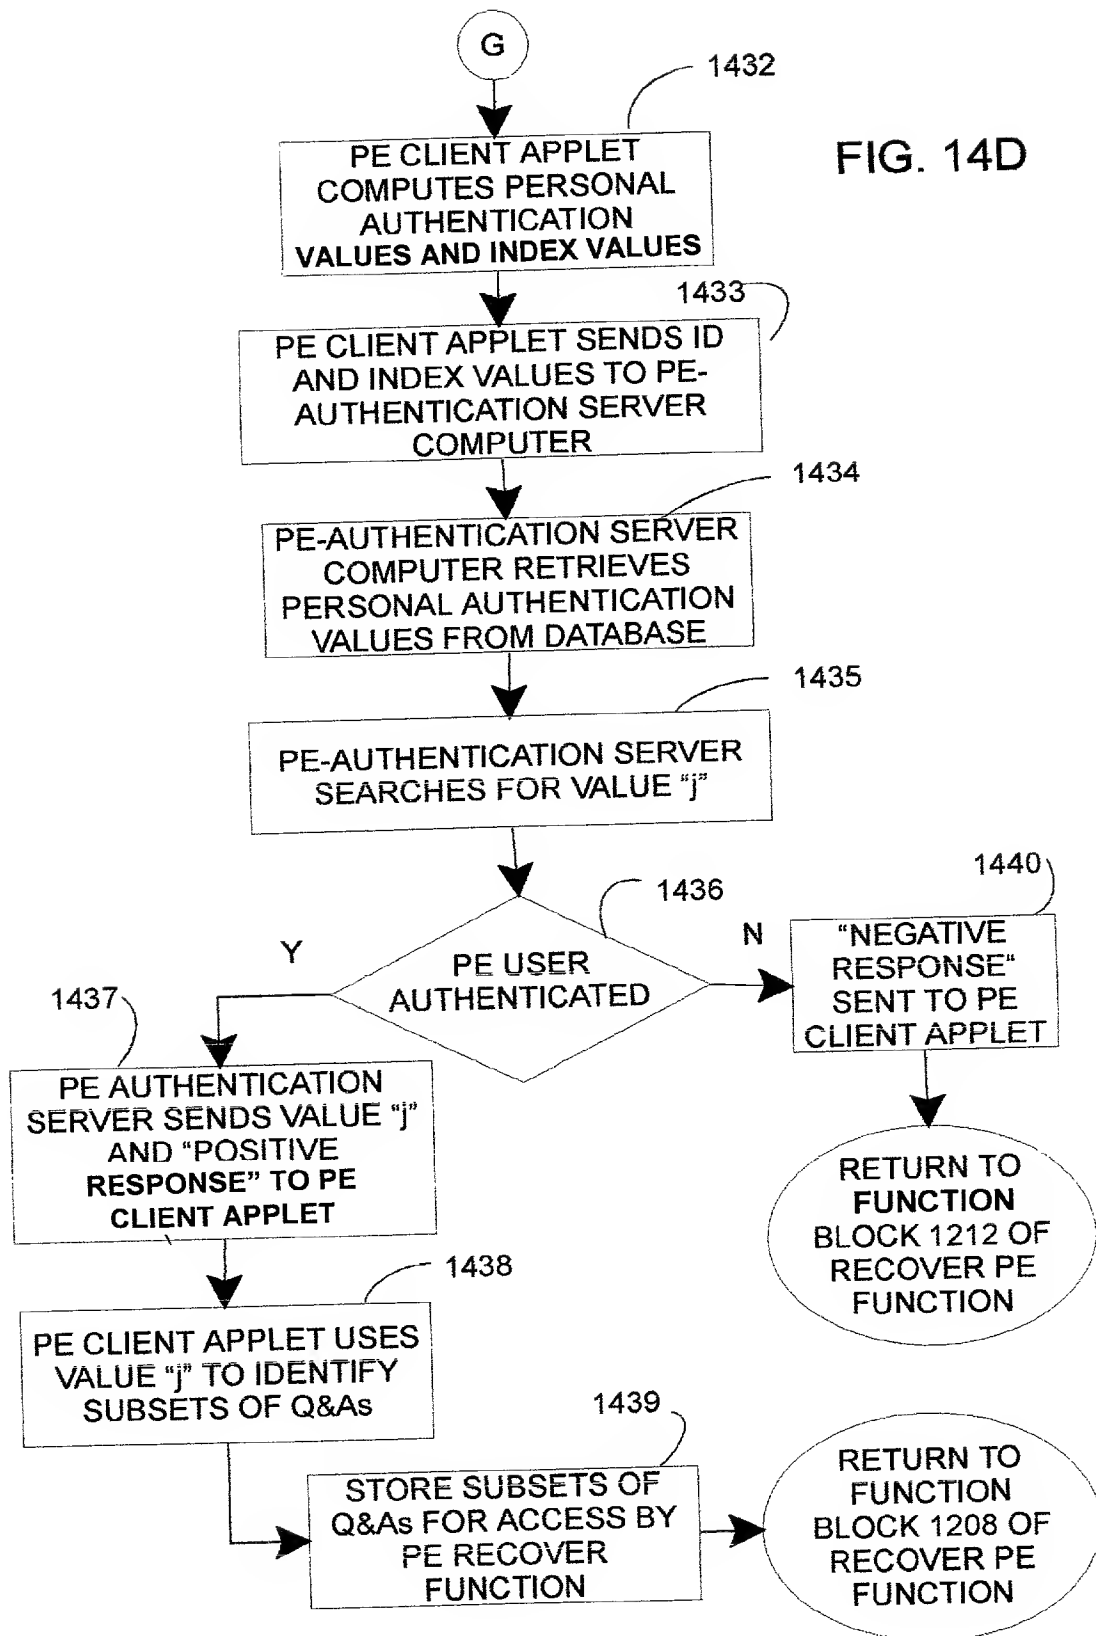 G
1432
PE CLIENT APPLET
COMPUTES PERSONAL
AUTHENTICATION
VALUES AND INDEX VALUES
FIG. 14D
1433
PE CLIENT APPLET SENDS ID
AND INDEX VALUES TO PE-
AUTHENTICATION SERVER
COMPUTER
1434
PE-AUTHENTICATION SERVER
COMPUTER RETRIEVES
PERSONAL AUTHENTICATION
VALUES FROM DATABASE
1435
PE-AUTHENTICATION SERVER
SEARCHES FOR VALUE “j”
1436
PE USER
AUTHENTICATED
Y
N
1440
“NEGATIVE
RESPONSE“
SENT TO PE
CLIENT APPLET
1437
PE AUTHENTICATION
SERVER SENDS VALUE “j”
AND “POSITIVE
RESPONSE” TO PE
CLIENT APPLET
RETURN TO
FUNCTION
BLOCK 1212 OF
RECOVER PE
FUNCTION
1438
PE CLIENT APPLET USES
VALUE “j” TO IDENTIFY
SUBSETS OF Q&As
1439
STORE SUBSETS OF
Q&As FOR ACCESS BY
PE RECOVER
FUNCTION
RETURN TO
FUNCTION
BLOCK 1208 OF
RECOVER PE
FUNCTION